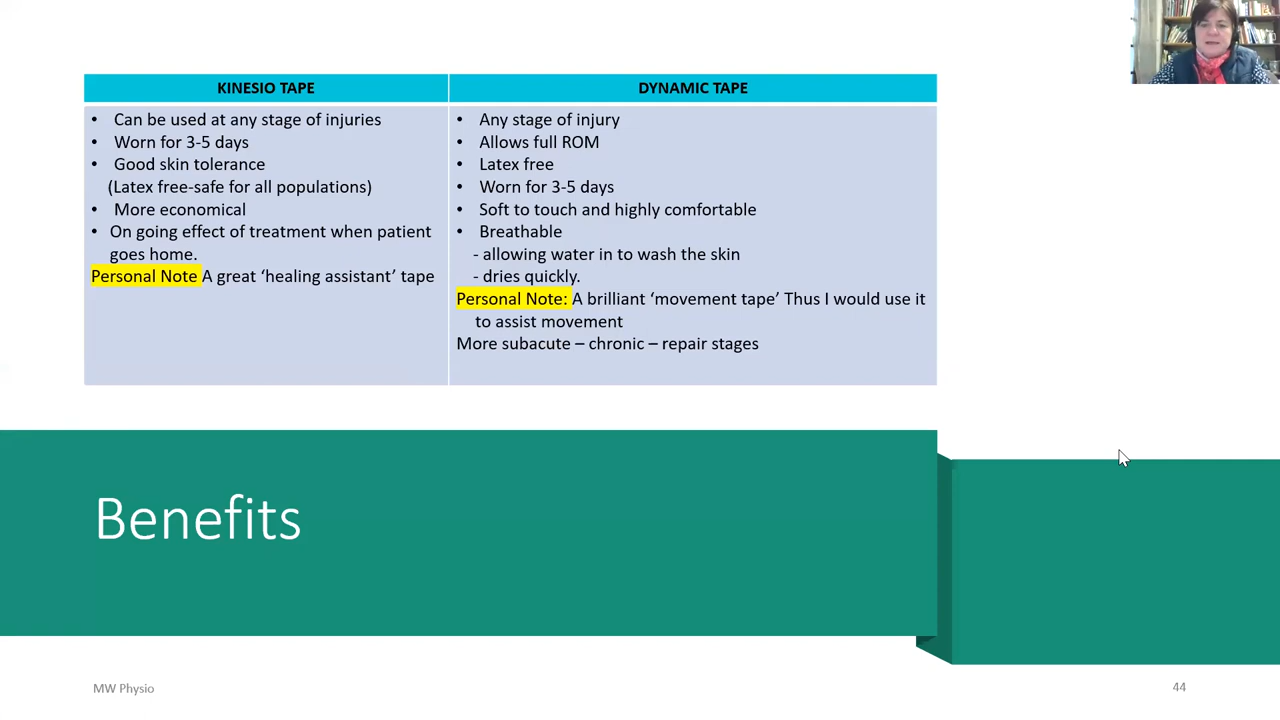 KINESIO TAPE
• Can be used at any stage of injuries
• Worn for 3-5 days
• Good skin tolerance
(Latex free-safe for all populations)
• More economical
• On going effect of treatment when patient
goes home.
Personal Note A great ‘healing assistant’ tape
DYNAMIC TAPE
• Any stage of injury
• Allows full ROM
• Latex free
• Worn for 3-5 days
• Soft to touch and highly comfortable
• Breathable
- allowing water in to wash the skin
- dries quickly.
Personal Note: A brilliant ‘movement tape’ Thus I would use it
to assist movement
More subacute – chronic – repair stages
Benefits
MW Physio
44